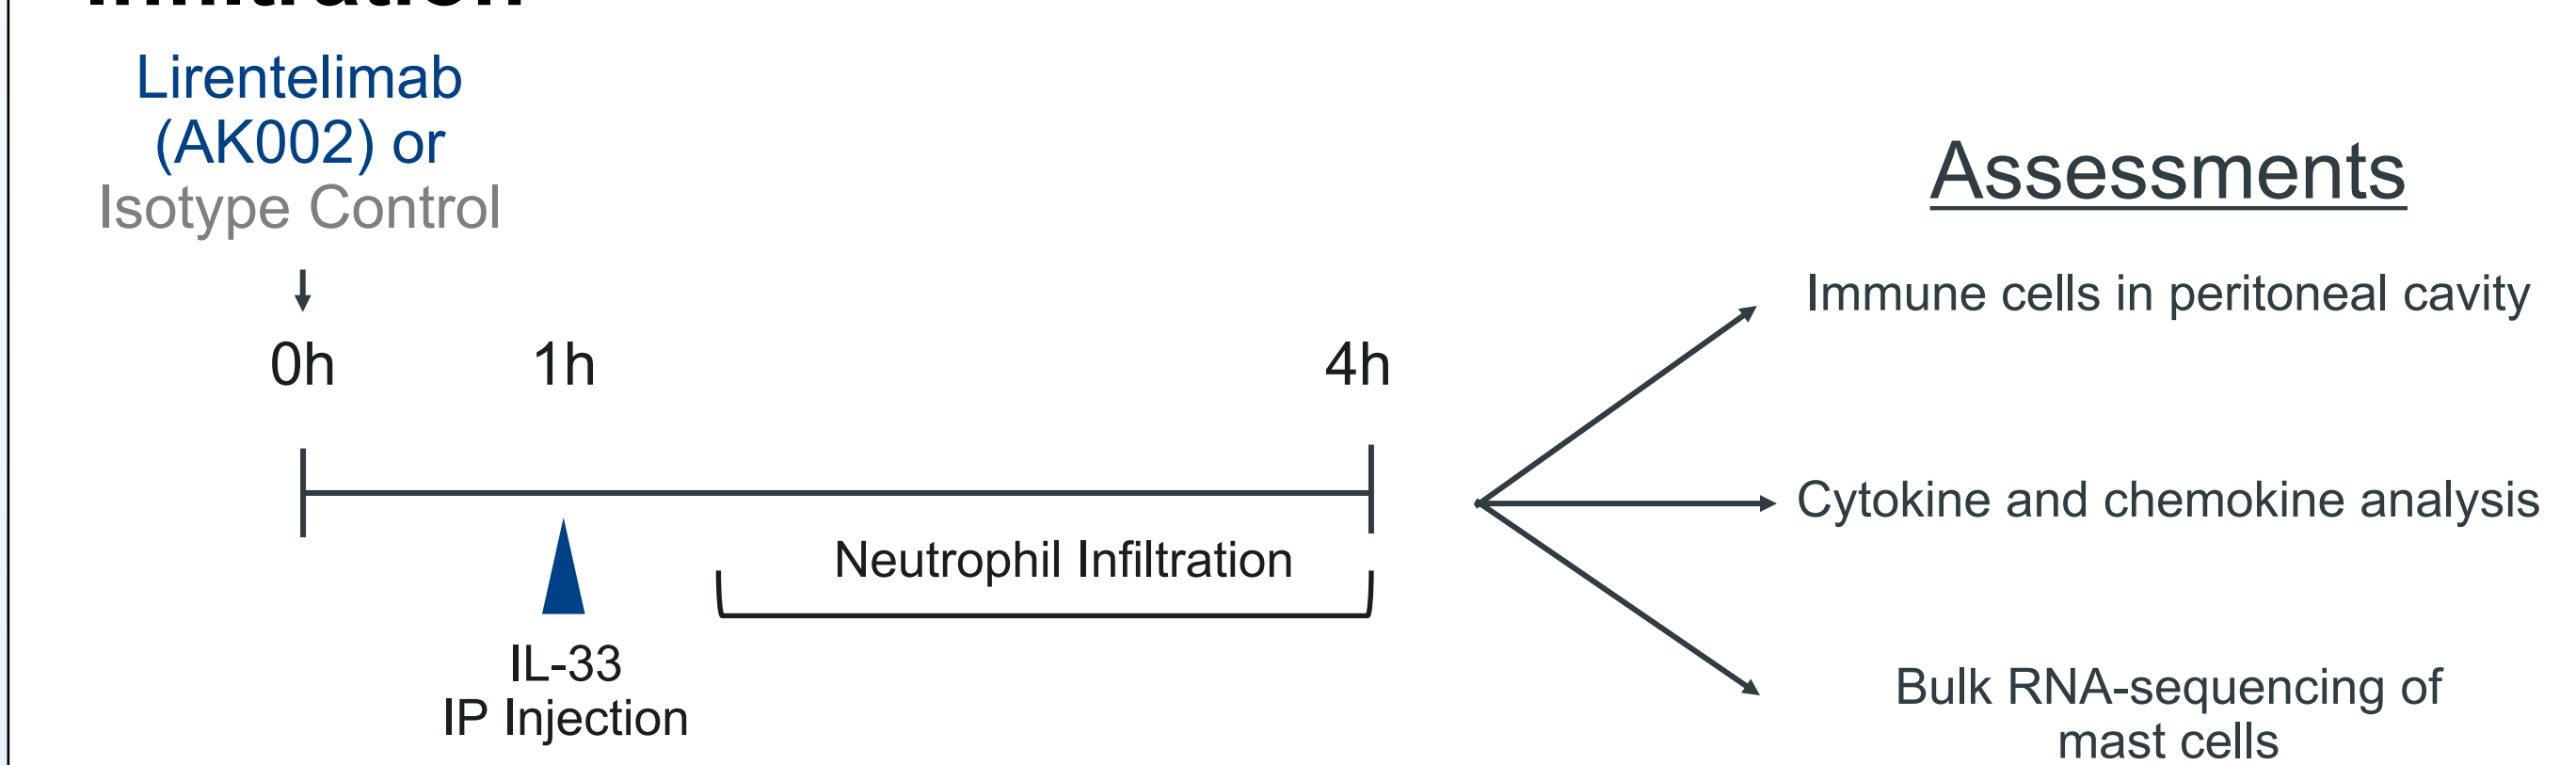 Lirentelimab
(AK002) or
Isotype Control
0h
1h
4h
Neutrophil Infiltration
IL-33
IP Injection
Assessments
Immune cells in peritoneal cavity
Cytokine and chemokine analysis
Bulk RNA-sequencing of
mast cells